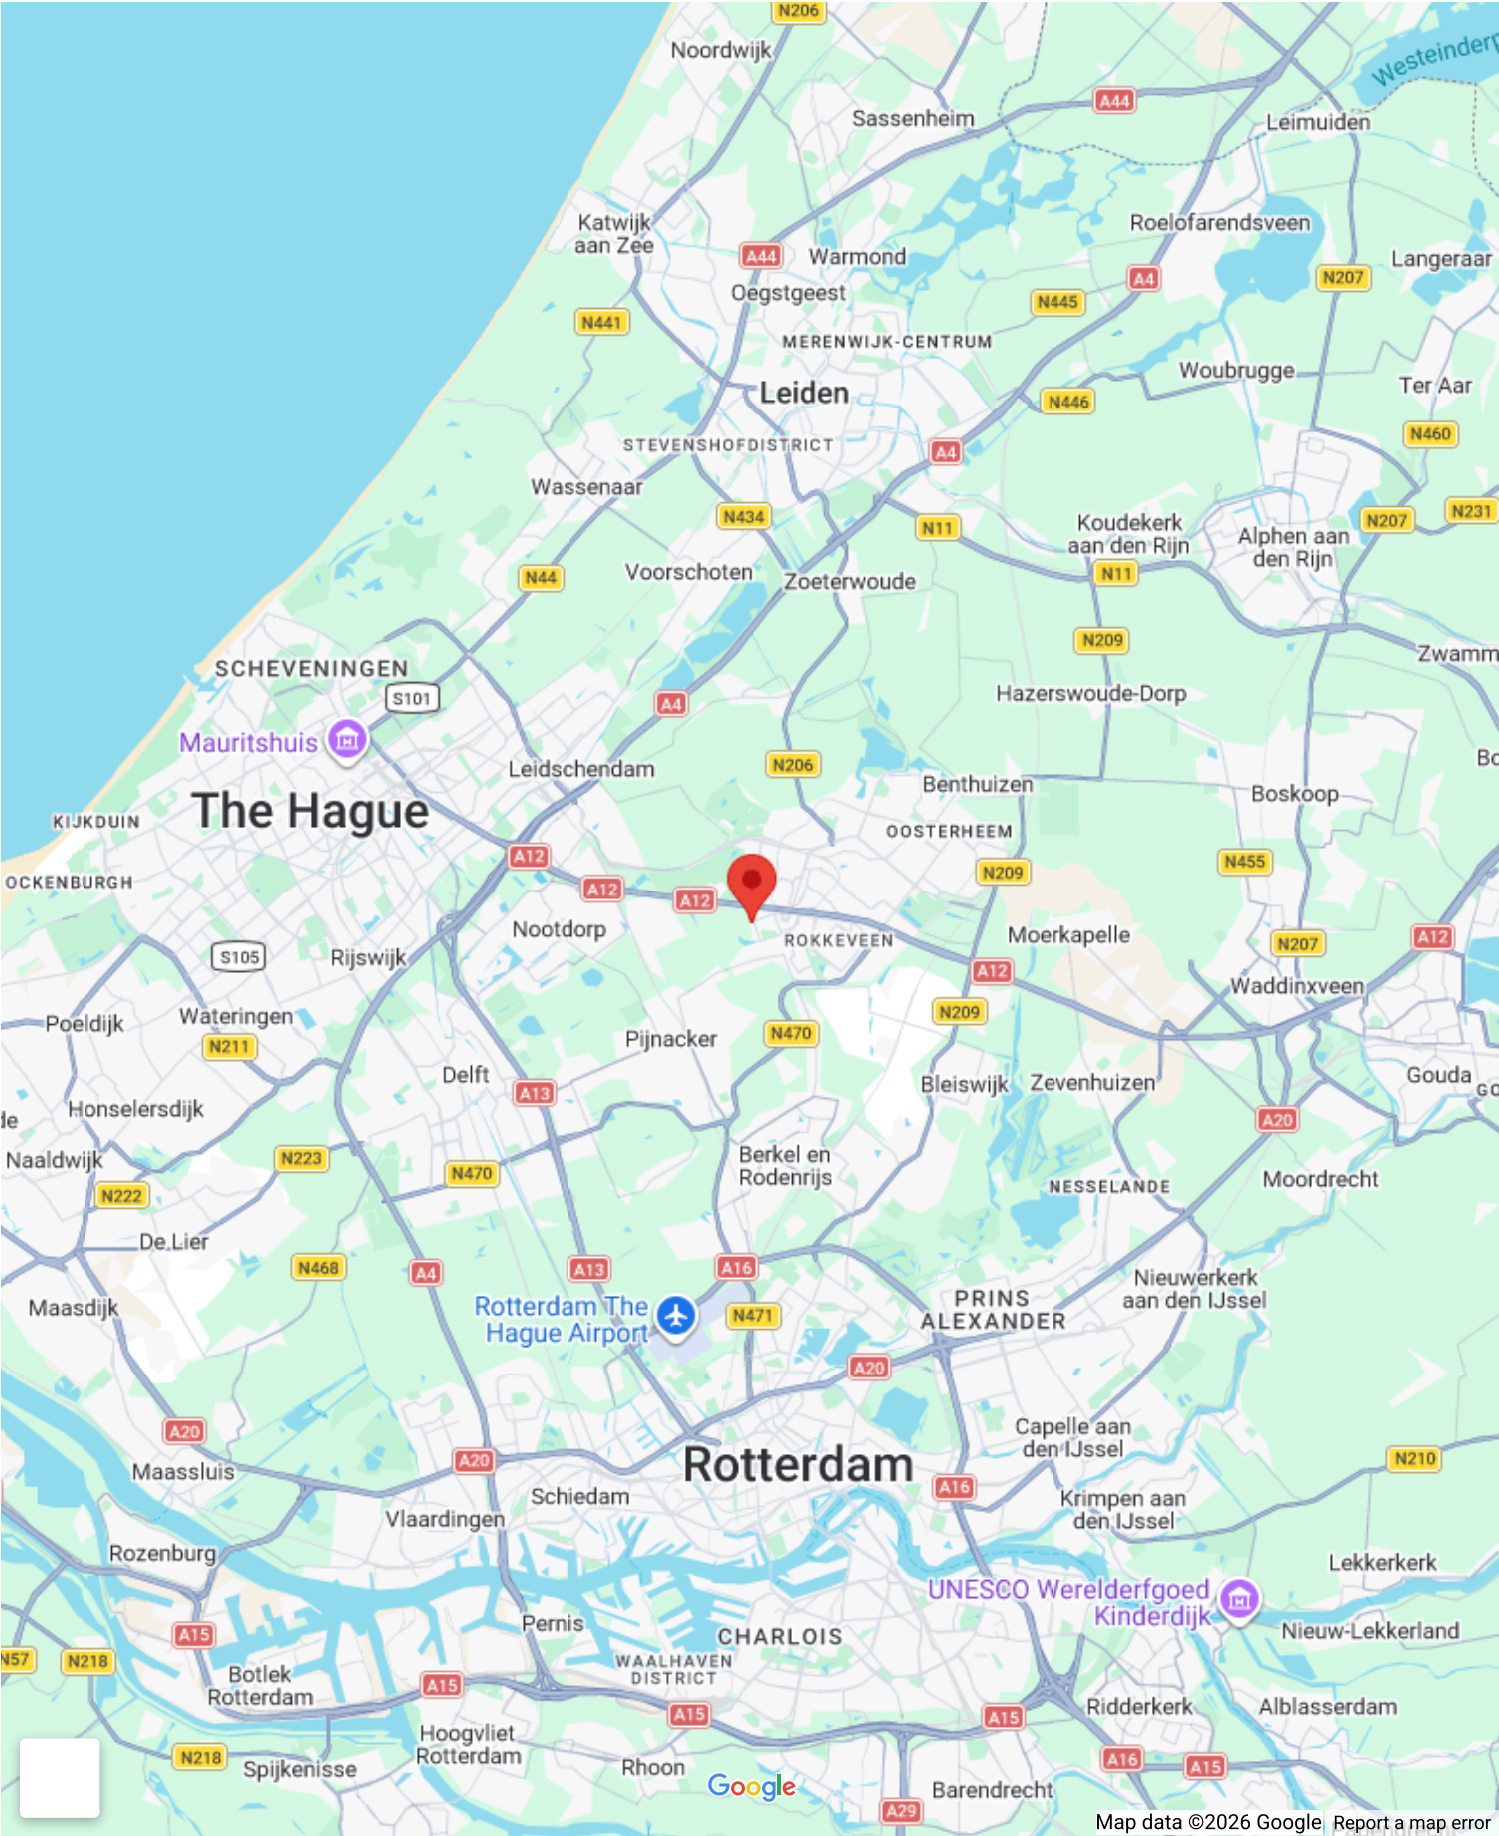 N206
Noordwijk
Westeinderp
A44
Sassenheim
Leimuiden
Katwijk
aan Zee
Roelofarendsveen
A44
Warmond
Langeraar
A4
N207
Oegstgeest
N445
N441
MERENWIJK-CENTRUM
Woubrugge
Ter Aar
Leiden
N446
STEVENSHOFDISTRICT
N460
A4
Wassenaar
N434
N11
Koudekerk
aan den Rijn
N207
N231
Alphen aan
den Rijn
Voorschoten
N44
Zoeterwoude
N11
N209
SCHEVENINGEN
Zwamm
S101
A4
Hazerswoude-Dorp
Mauritshuis
Leidschendam
N206
Bo
Benthuizen
Boskoop
The Hague
KIJKDUIN
OOSTERHEEM
A12
N455
OCKENBURGH
A12
A12
N209
Nootdorp
ROKKEVEEN
Moerkapelle
N207
A12
S105
Rijswijk
A12
Waddinxveen
Poeldijk
Wateringen
N209
N211
Pijnacker
N470
Delft
A13
Bleiswijk
Zevenhuizen
Gouda
GO
Honselersdijk
de
A20
Naaldwijk
N223
N470
Berkel en
Rodenrijs
N222
NESSELANDE
Moordrecht
De Lier
N468
A4
A13
A16
Nieuwerkerk
aan den IJssel
Maasdijk
Rotterdam The
Hague Airport
N471
PRINS
ALEXANDER
A20
A20
Capelle aan
den IJssel
A20
Rotterdam
N210
Maassluis
A16
Schiedam
Krimpen aan
den IJssel
Vlaardingen
Rozenburg
Lekkerkerk
UNESCO Werelderfgoed
Kinderdijk
A15
Pernis
CHARLOIS
Nieuw-Lekkerland
N57
N218
WAALHAVEN
DISTRICT
Botlek
Rotterdam
A15
A15
A15
Ridderkerk
Alblasserdam
Hoogvliet
Rotterdam
N218
Spijkenisse
Rhoon
Google
A16
A15
Barendrecht
A29
Map data ©2026 Google
Report a map error